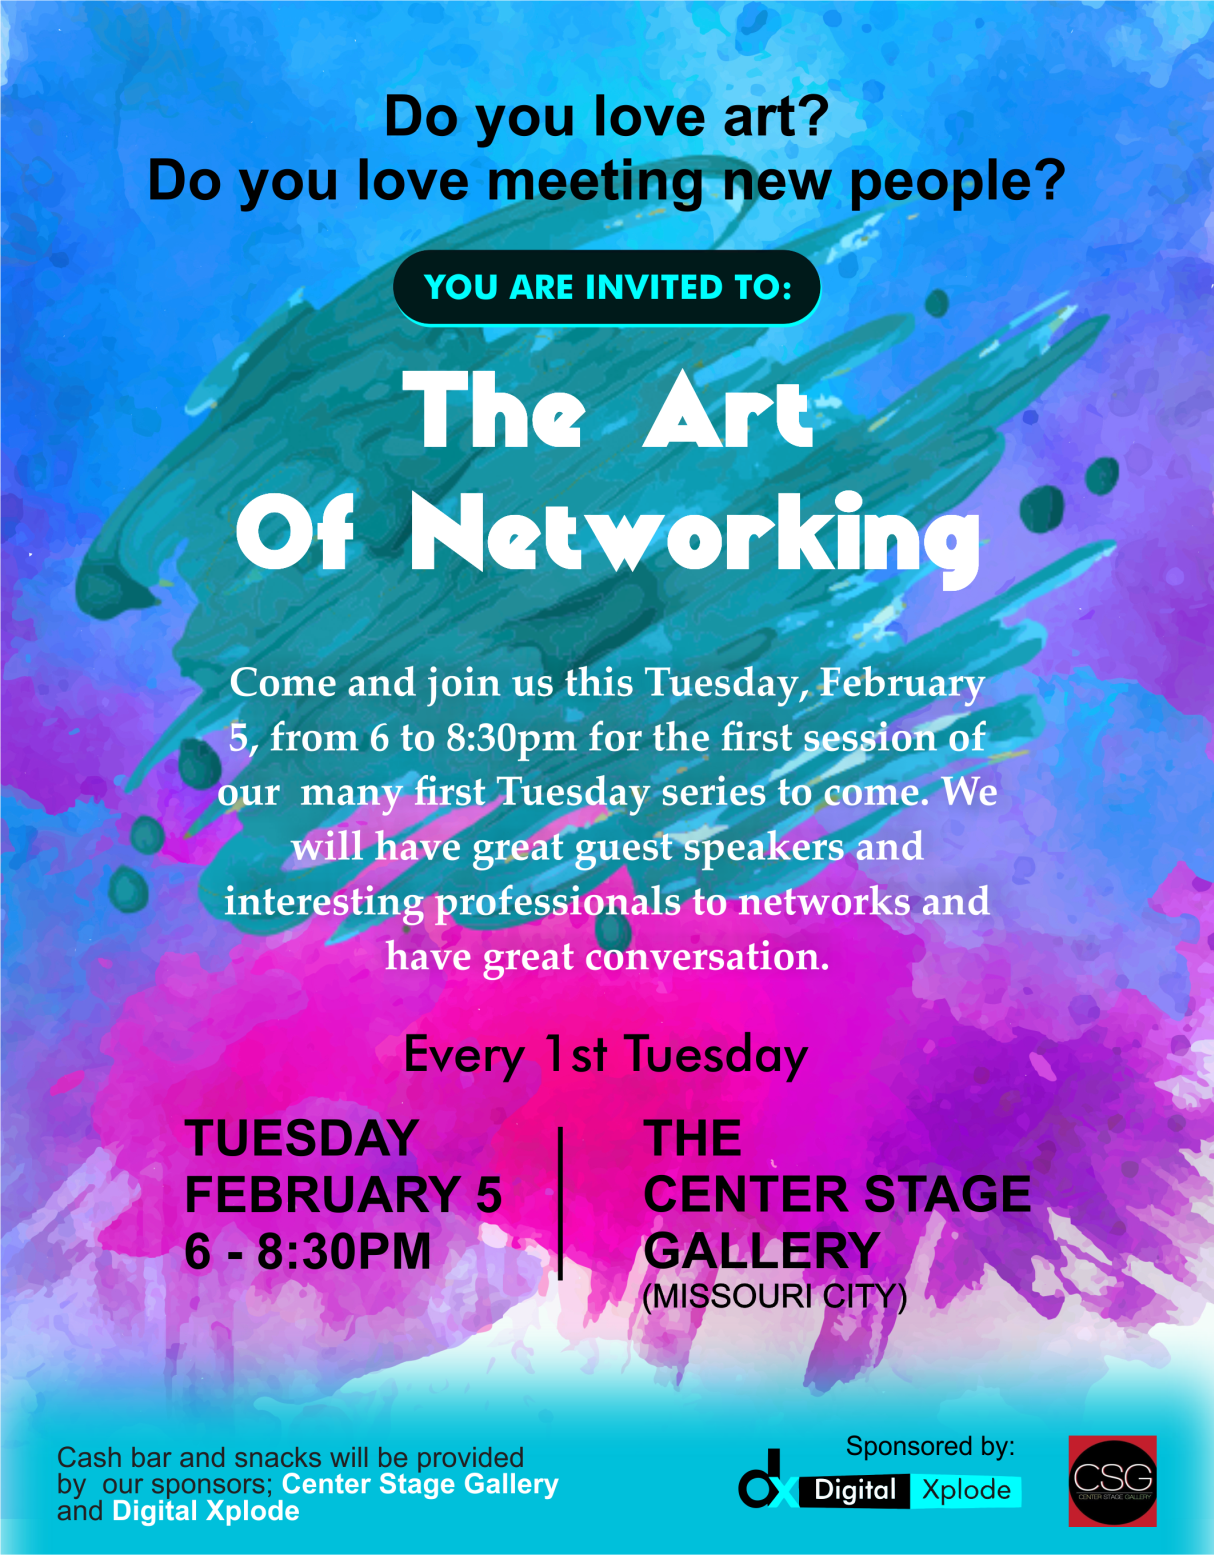 Do you love art?
Do you love meeting new people?
YOU ARE INVITED TO:
The Art
Of Networking
Come and join us this Tuesday, February
5, from 6 to 8:30pm for the first session of
our many first Tuesday series to come. We
will have great guest speakers and
interesting professionals to networks and
have great conversation.
Every 1st Tuesday
TUESDAY
FEBRUARY 5
6 - 8:30PM
THE
CENTER STAGE
GALLERY
(MISSOURI CITY)
Cash bar and snacks will be provided
by our sponsors; Center Stage Gallery
and Digital Xplode
Sponsored by:
dx Digital Xplode
CSG
CENTER STAGE GALLERY